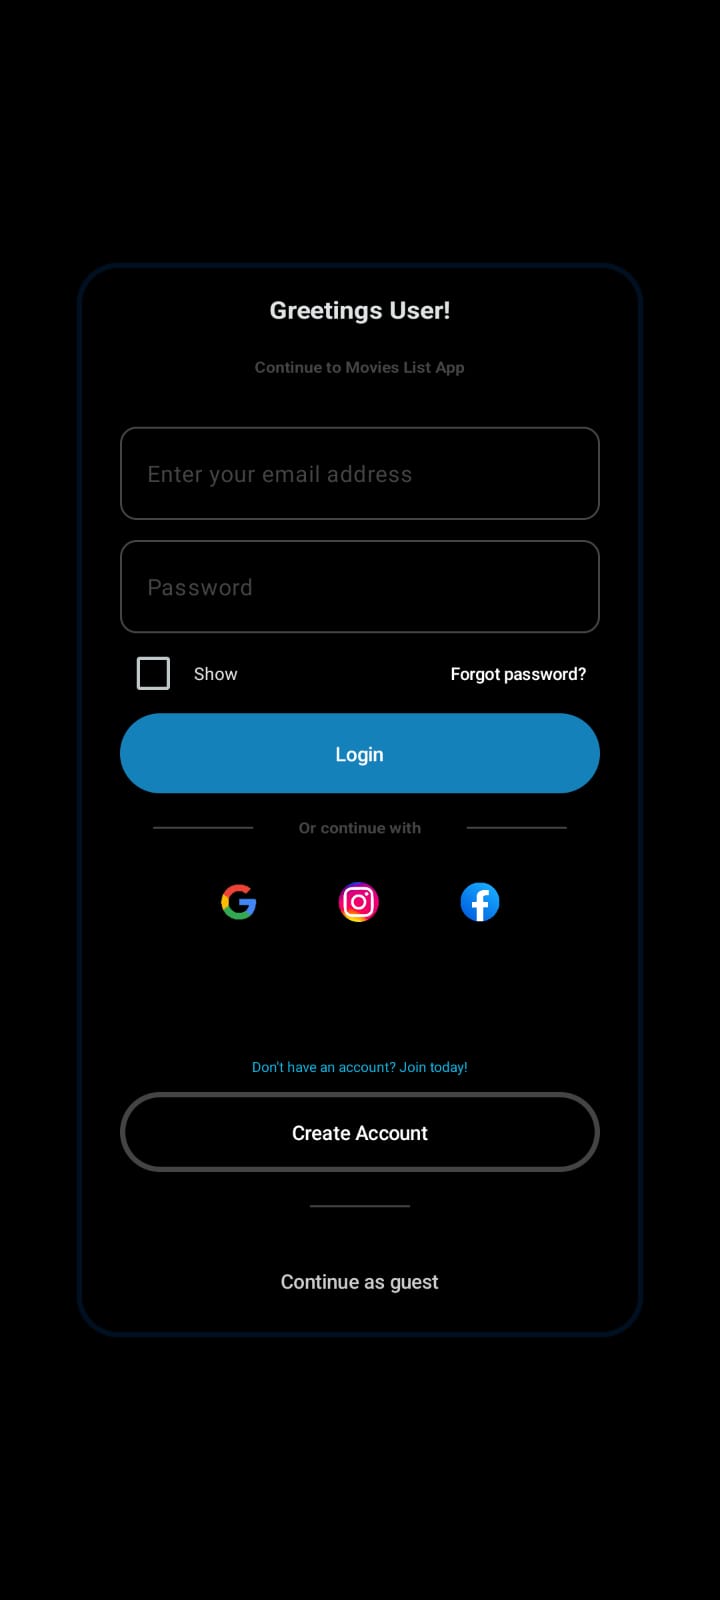 Greetings User!
Continue to Movies List App
Enter your email address
Password
Show
Forgot password?
Login
Or continue with
Don't have an account? Join today!
Create Account
Continue as guest